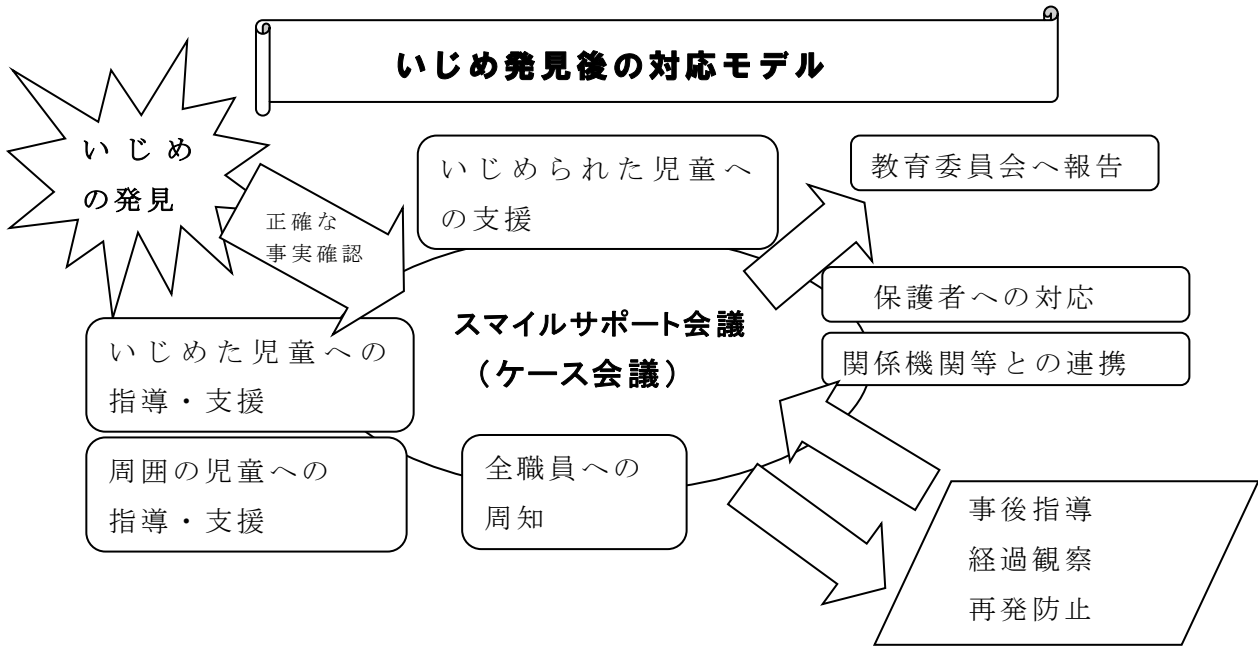 いじめ発見後の対応モデル
いじめ
の発見
正確な
事実確認
いじめられた児童へ
の支援
教育委員会へ報告
保護者への対応
関係機関等との連携
スマイルサポート会議
（ケース会議）
いじめた児童への
指導・支援
周囲の児童への
指導・支援
全職員への
周知
事後指導
経過観察
再発防止